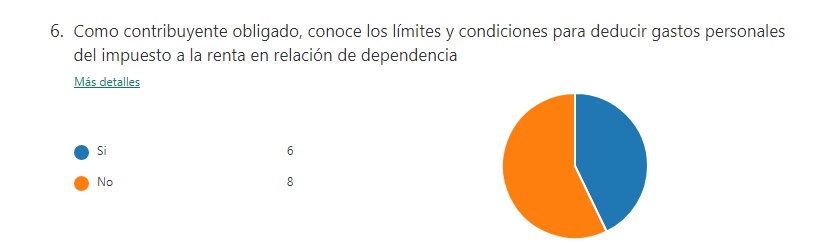 6. Como contribuyente obligado, conoce los límites y condiciones para deducir gastos personales
del impuesto a la renta en relación de dependencia
Más detalles
Si 6
No 8